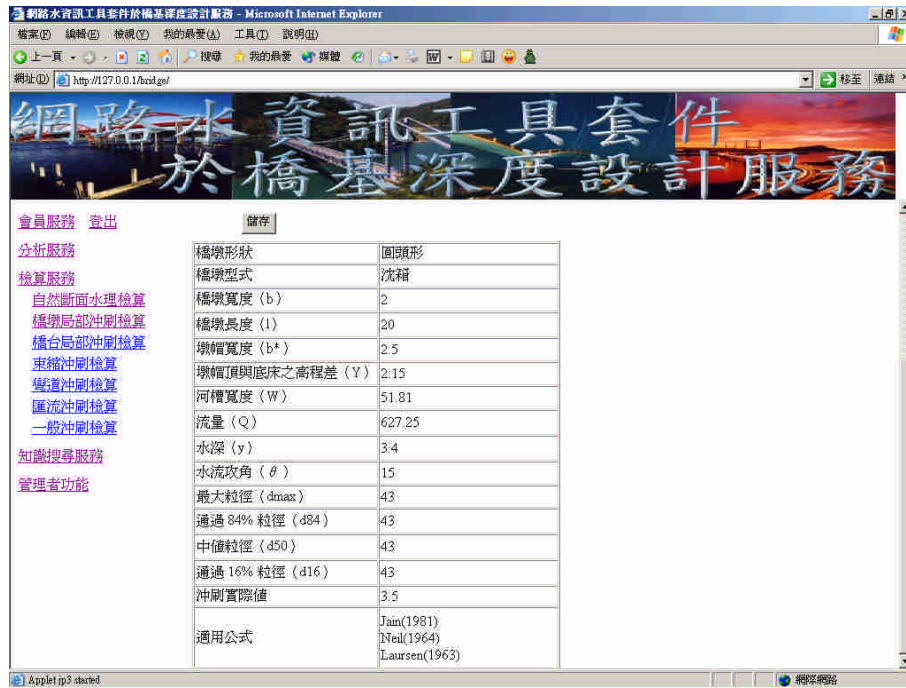 網路水資訊工具套件於橋基深度設計服務 - Microsoft Internet Explorer
檔案(F) 編輯(E) 檢視(V) 我的最愛(A) 工具(T) 說明(H)
上一頁 搜尋 我的最愛 媒體
網址(D) http://127.0.0.1/bridge/ 移至 連結
網路水資訊工具套件
於橋基深度設計服務
會員服務 登出 儲存
分析服務
檢算服務
自然斷面水理檢算
橋墩局部沖刷檢算
橋台局部沖刷檢算
束縮沖刷檢算
彎道沖刷檢算
匯流沖刷檢算
一般沖刷檢算
知識搜尋服務
管理者功能
橋墩形狀 圓頭形
橋墩型式 沈箱
橋墩寬度（b） 2
橋墩長度（l） 20
墩帽寬度（b*） 2.5
墩帽頂與底床之高程差（Y） 2.15
河槽寬度（W） 51.81
流量（Q） 627.25
水深（y） 3.4
水流攻角（θ） 15
最大粒徑（dmax） 43
通過 84% 粒徑（d84） 43
中值粒徑（d50） 43
通過 16% 粒徑（d16） 43
沖刷實際值 3.5
適用公式 Jain(1981)
Neil(1964)
Laursen(1963)
Applet jp3 started 網際網路